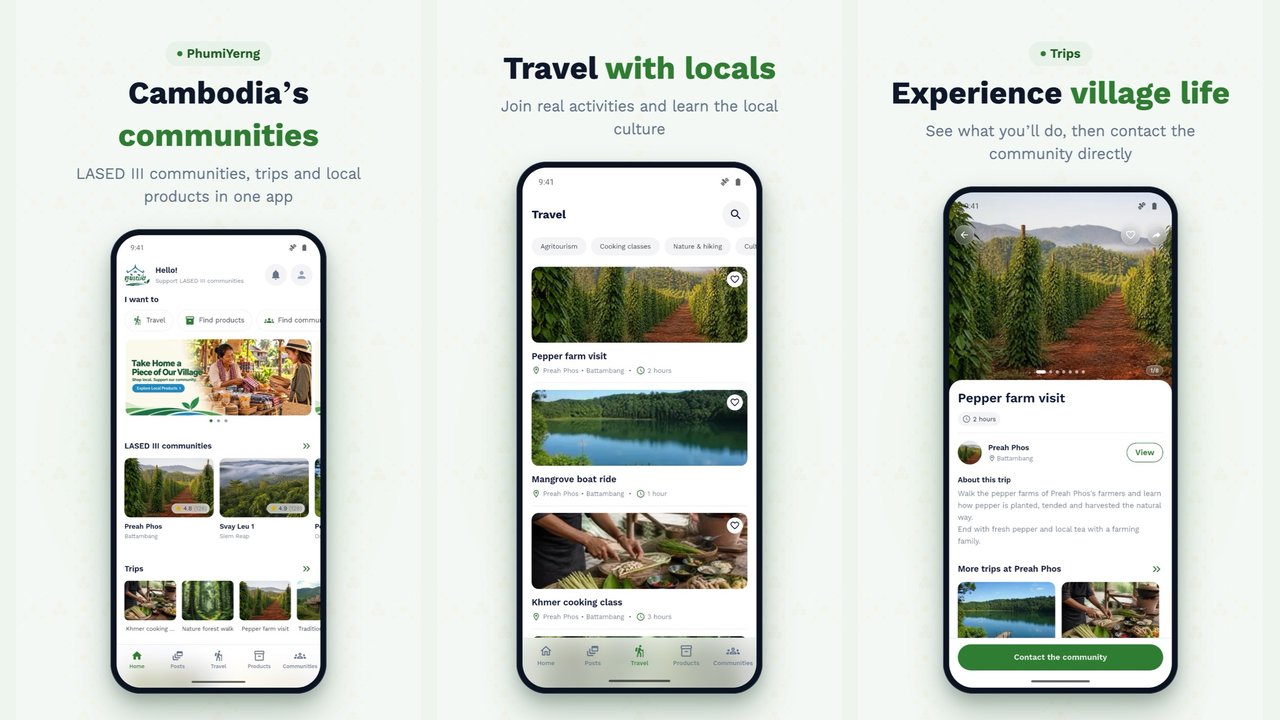 PhumiYerng
Cambodia's
communities
LASED III communities, trips and local
products in one app
9:41
Hello!
Support LASED III communities
I want to
Travel
Find products
Find commun
Take Home a
Piece of Our Village
Shop local, Support our community.
Explore Local Products
LASED III communities
4.8 (126)
4.9
Preah Phos
Battambang
Svay Leu 1
Siem Reap
Trips
Khmer cooking ...
Nature forest walk
Pepper farm visit
Traditio
Home
Posts
Travel
Products
Communities
Travel with locals
Join real activities and learn the local
culture
9:41
Travel
Agritourism
Cooking classes
Nature & hiking
Cult
Pepper farm visit
Preah Phos • Battambang • 2 hours
Mangrove boat ride
Preah Phos • Battambang • 1 hour
Khmer cooking class
Preah Phos • Battambang • 3 hours
Home
Posts
Travel
Products
Communities
Trips
Experience village life
See what you'll do, then contact the
community directly
9:41
1/8
Pepper farm visit
2 hours
Preah Phos
Battambang
View
About this trip
Walk the pepper farms of Preah Phos's farmers and learn
how pepper is planted, tended and harvested the natural
way.
End with fresh pepper and local tea with a farming
family.
More trips at Preah Phos
Contact the community